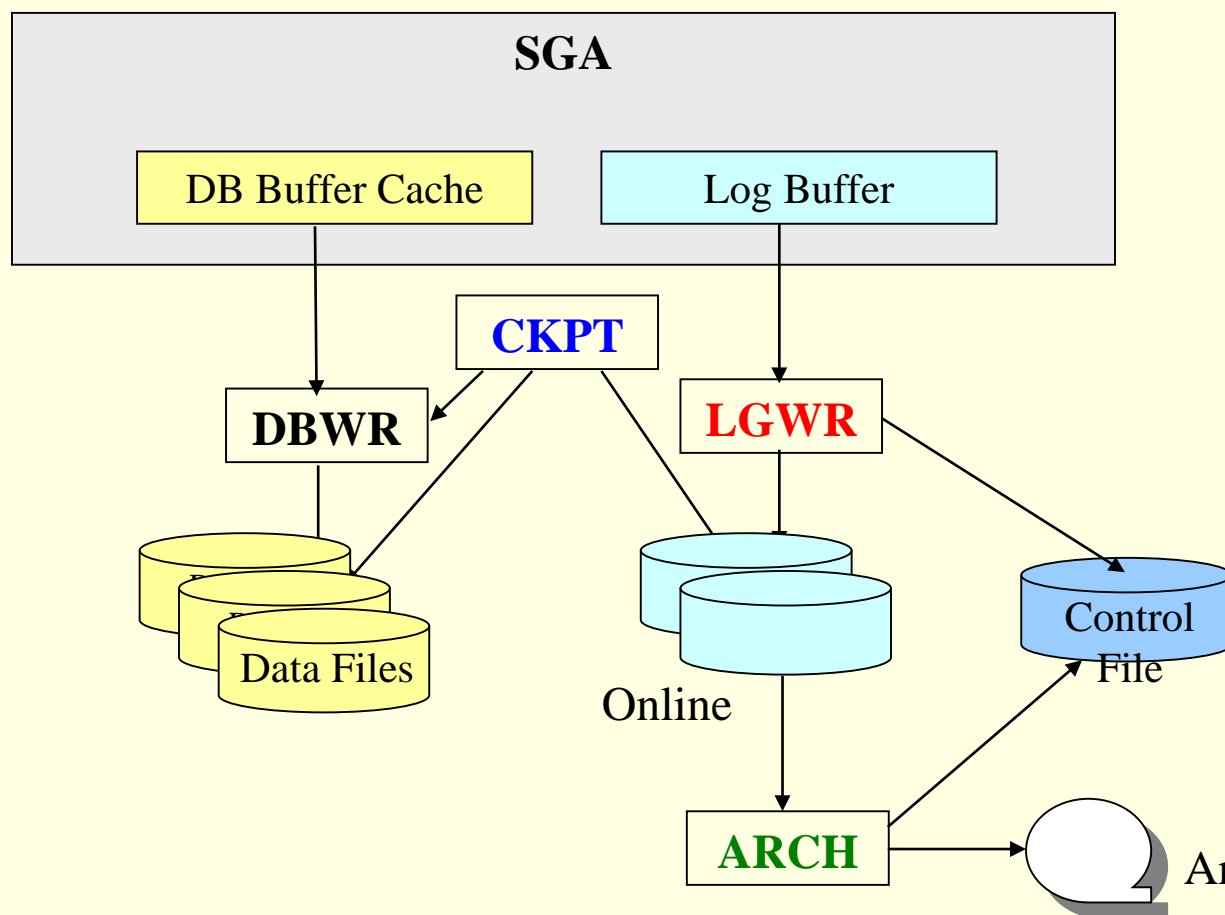 SGA
DB Buffer Cache
Log Buffer
CKPT
DBWR
LGWR
Control
File
Data Files
Online
ARCH